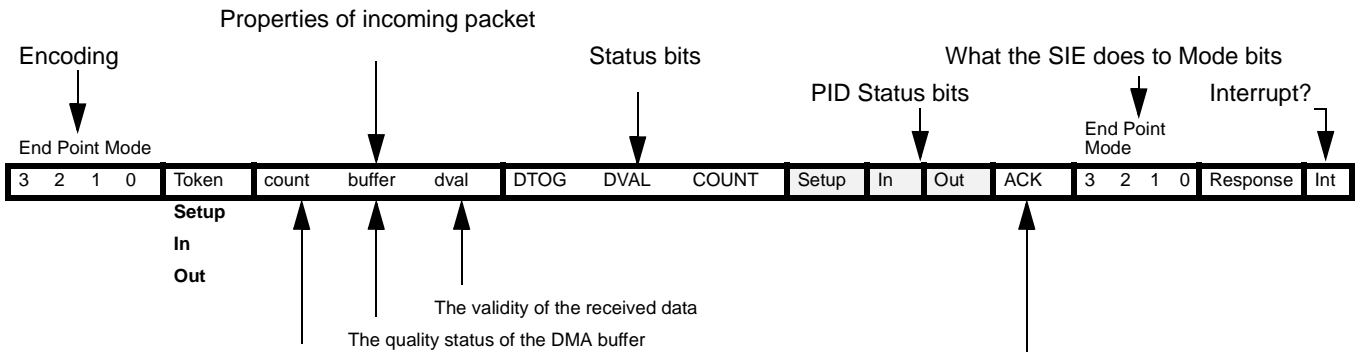 Properties of incoming packet
Encoding
Status bits
What the SIE does to Mode bits
PID Status bits
Interrupt?
End Point Mode
End Point
Mode
3 2 1 0 Token count buffer dval DTOG DVAL COUNT Setup In Out ACK 3 2 1 0 Response Int
Setup
In
Out
The validity of the received data
The quality status of the DMA buffer